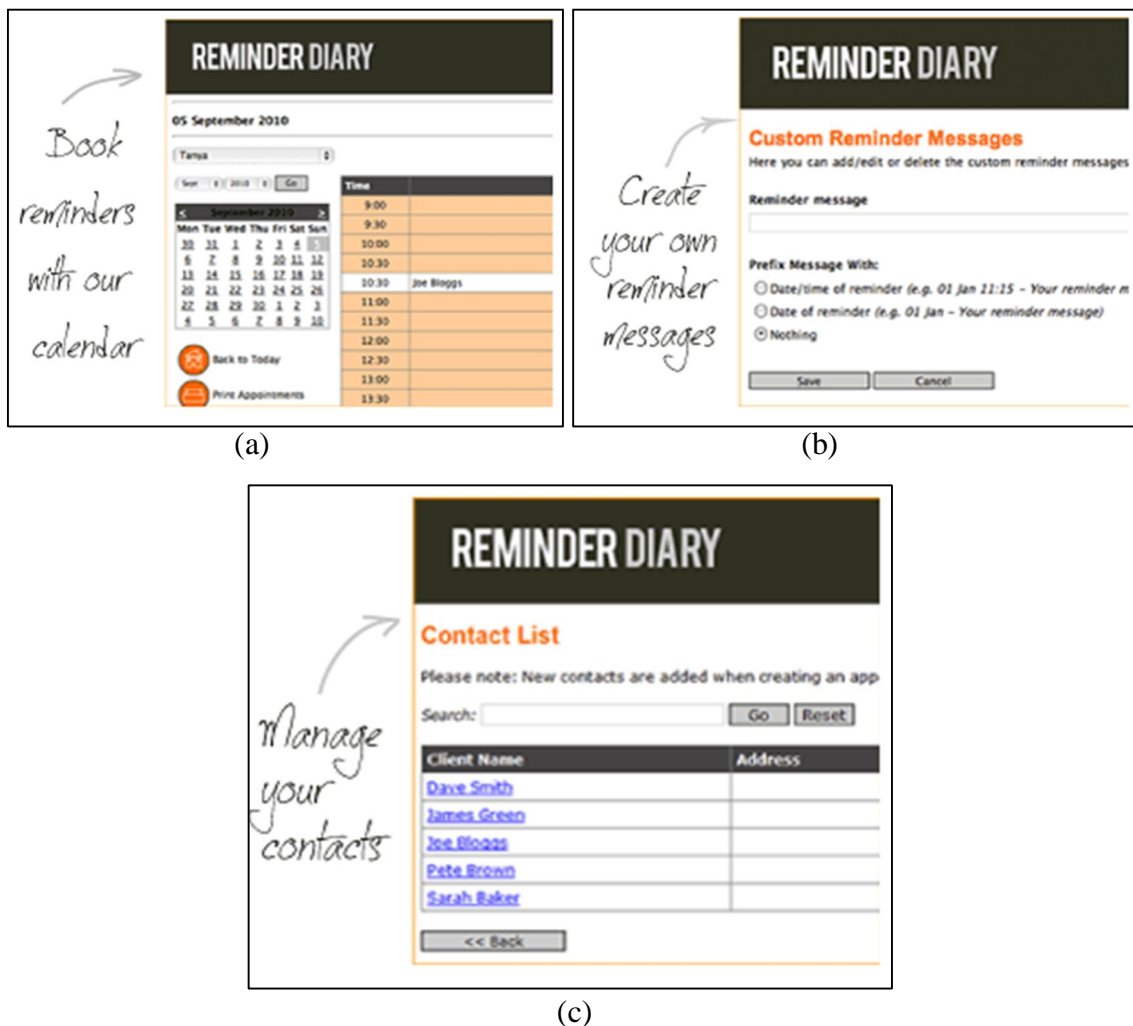 REMINDER DIARY
05 September 2010
Tanya
Sept 2010 Go
< September 2010 >
Mon Tue Wed Thu Fri Sat Sun
30 31 1 2 3 4 5
6 7 8 9 10 11 12
13 14 15 16 17 18 19
20 21 22 23 24 25 26
27 28 29 30 1 2 3
4 5 6 7 8 9 10
Back to Today
Print Appointments
Time
9:00
9:30
10:00
10:30
10:30 Joe Bloggs
11:00
11:30
12:00
12:30
13:00
13:30
Book
reminders
with our
calendar
(a)
REMINDER DIARY
Custom Reminder Messages
Here you can add/edit or delete the custom reminder messages
Reminder message
Prefix Message With:
Date/time of reminder (e.g. 01 Jan 11:15 – Your reminder m
Date of reminder (e.g. 01 Jan – Your reminder message)
Nothing
Save Cancel
Create
your own
reminder
messages
(b)
REMINDER DIARY
Contact List
Please note: New contacts are added when creating an app
Search: Go Reset
Client Name Address
Dave Smith
James Green
Joe Bloggs
Pete Brown
Sarah Baker
<< Back
Manage
your
contacts
(c)